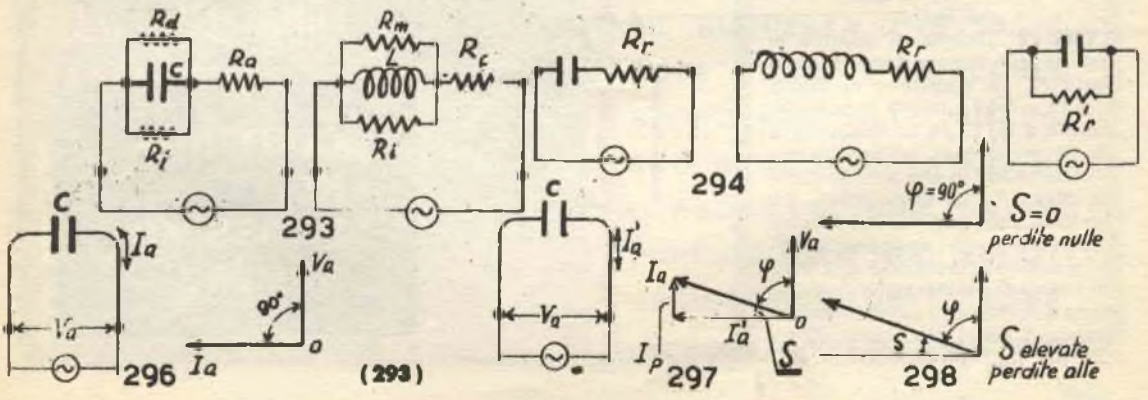 Rd
C
Ra
Ri
293
Rm
L
Rc
Ri
Rr
Rr
294
R'r
φ=90°
δ=0
perdite nulle
C
Ia
Va
296
90°
Va
Ia
o
(293)
C
I'a
Va
297
Va
Ia
φ
Ip
I'a
o
δ
φ
δ
298
δ elevate
perdite alte